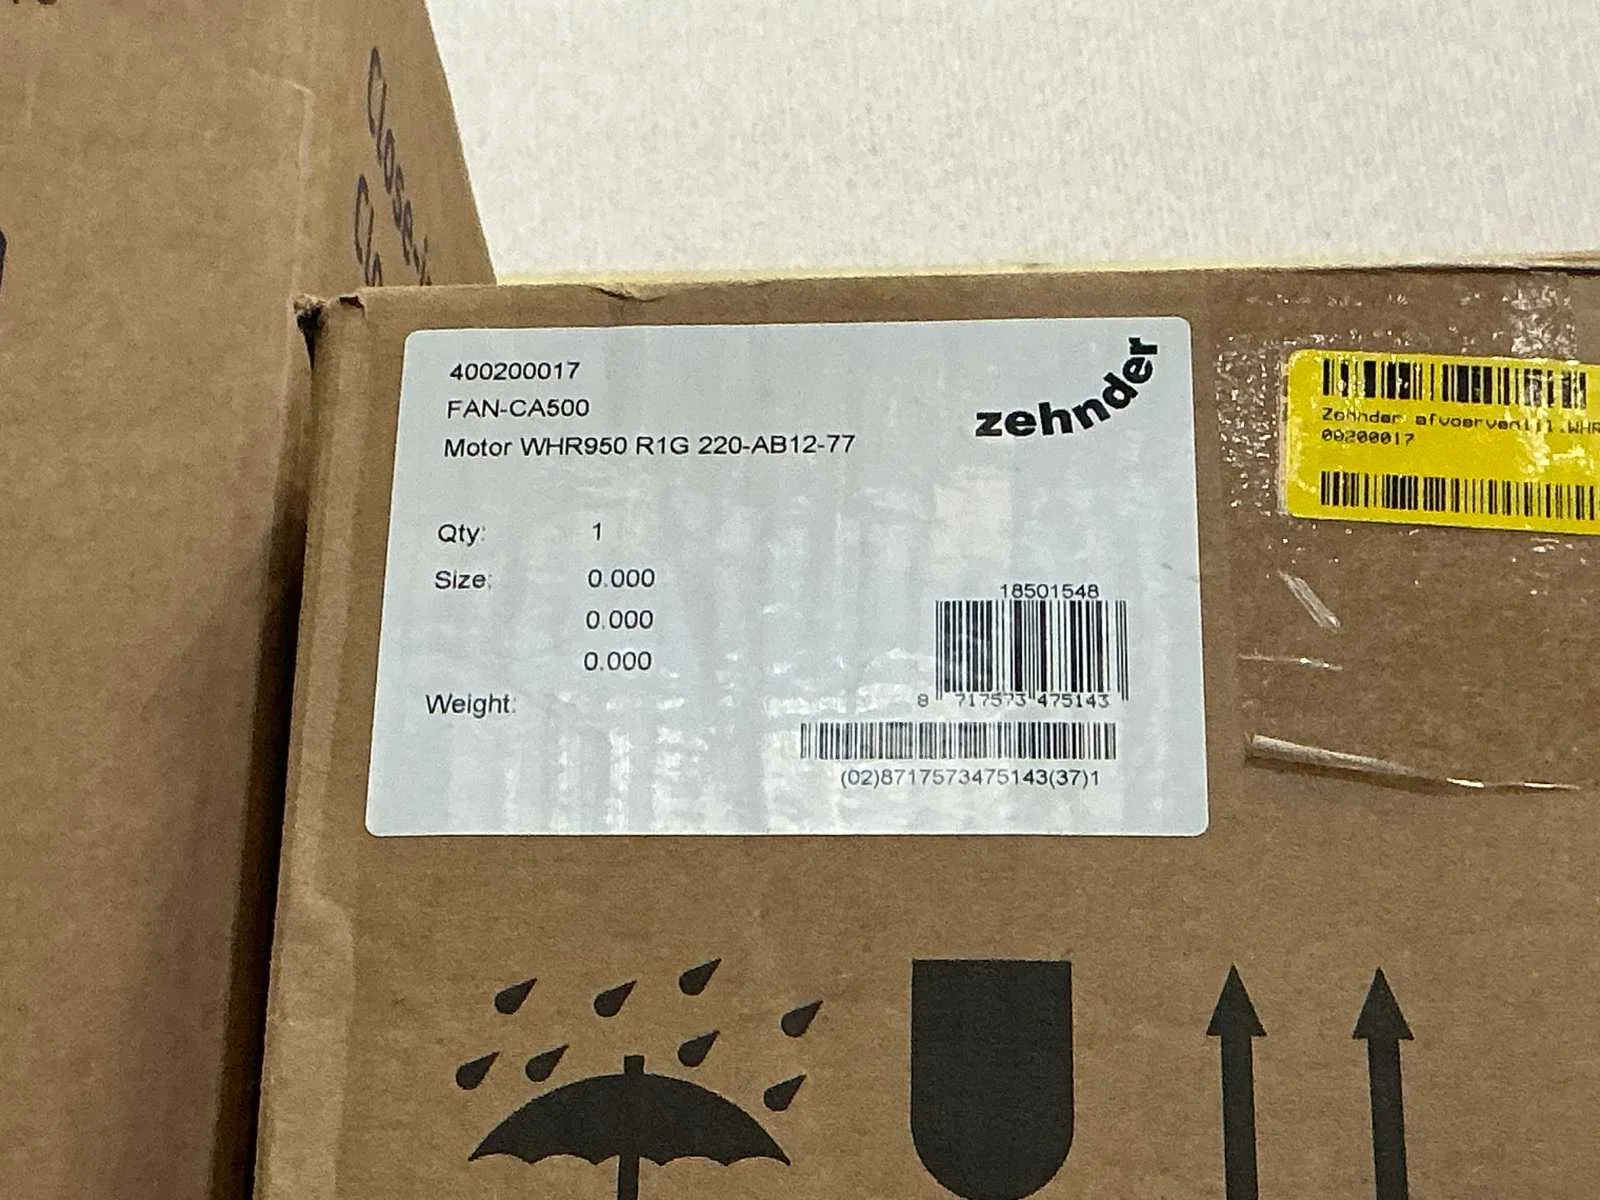 400200017
FAN-CA500
Motor WHR950 R1G 220-AB12-77
zehnder
Qty: 1
Size: 0.000
0.000
0.000
Weight:
18501548
8 717573 475143
(02)8717573475143(37)1
Zehnder afvoerventil.WHR
00200017
Close